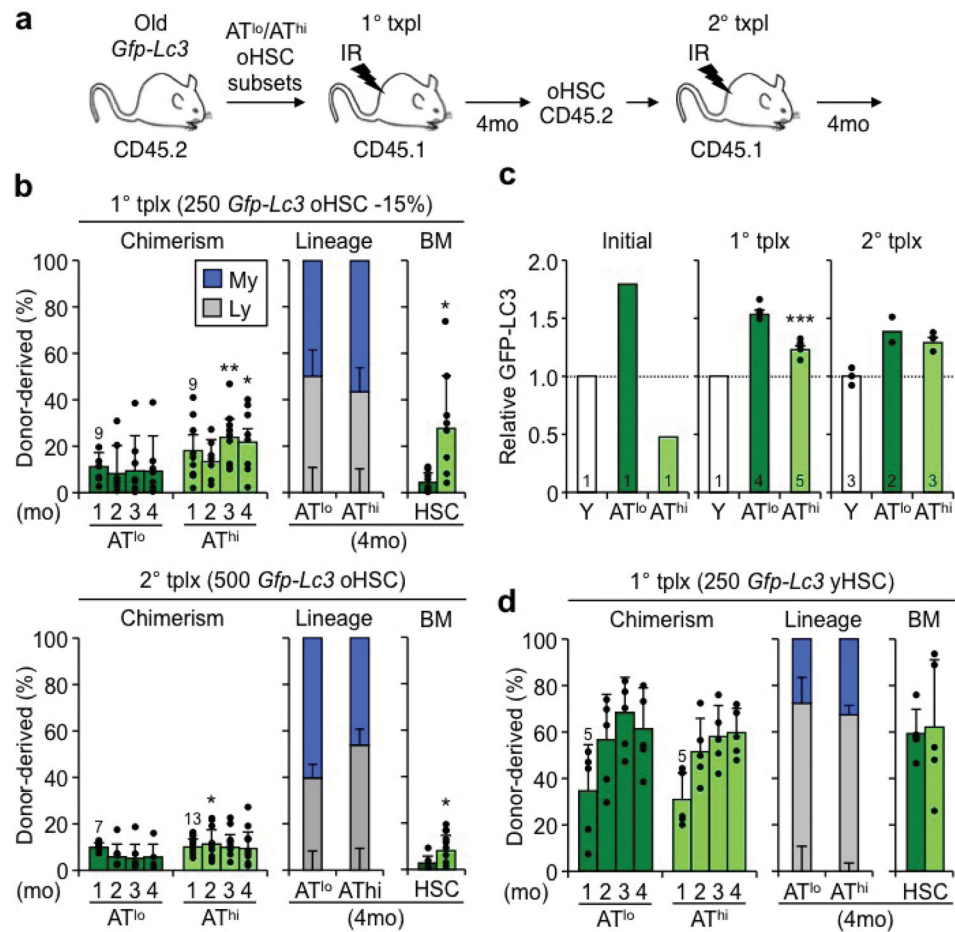 a
Old
Gfp-Lc3
CD45.2
ATlo/AThi
oHSC
subsets
1° txpl
IR
CD45.1
4mo
oHSC
CD45.2
2° txpl
IR
CD45.1
4mo
b
1° tplx (250 Gfp-Lc3 oHSC -15%)
Chimerism
Lineage
BM
Donor-derived (%)
100
80
60
40
20
0
My
Ly
9
9
**
*
*
(mo) 1 2 3 4 1 2 3 4
ATlo AThi
ATlo AThi
(4mo)
HSC
2° tplx (500 Gfp-Lc3 oHSC)
Chimerism
Lineage
BM
Donor-derived (%)
100
80
60
40
20
0
7
13
*
*
(mo) 1 2 3 4 1 2 3 4
ATlo AThi
ATlo AThi
(4mo)
HSC
c
Initial
1° tplx
2° tplx
Relative GFP-LC3
2.0
1.5
1.0
0.5
0
***
1 1 1
1 4 5
3 2 3
Y ATlo AThi
Y ATlo AThi
Y ATlo AThi
d
1° tplx (250 Gfp-Lc3 yHSC)
Chimerism
Lineage
BM
Donor-derived (%)
100
80
60
40
20
0
5
5
(mo) 1 2 3 4 1 2 3 4
ATlo AThi
ATlo AThi
(4mo)
HSC